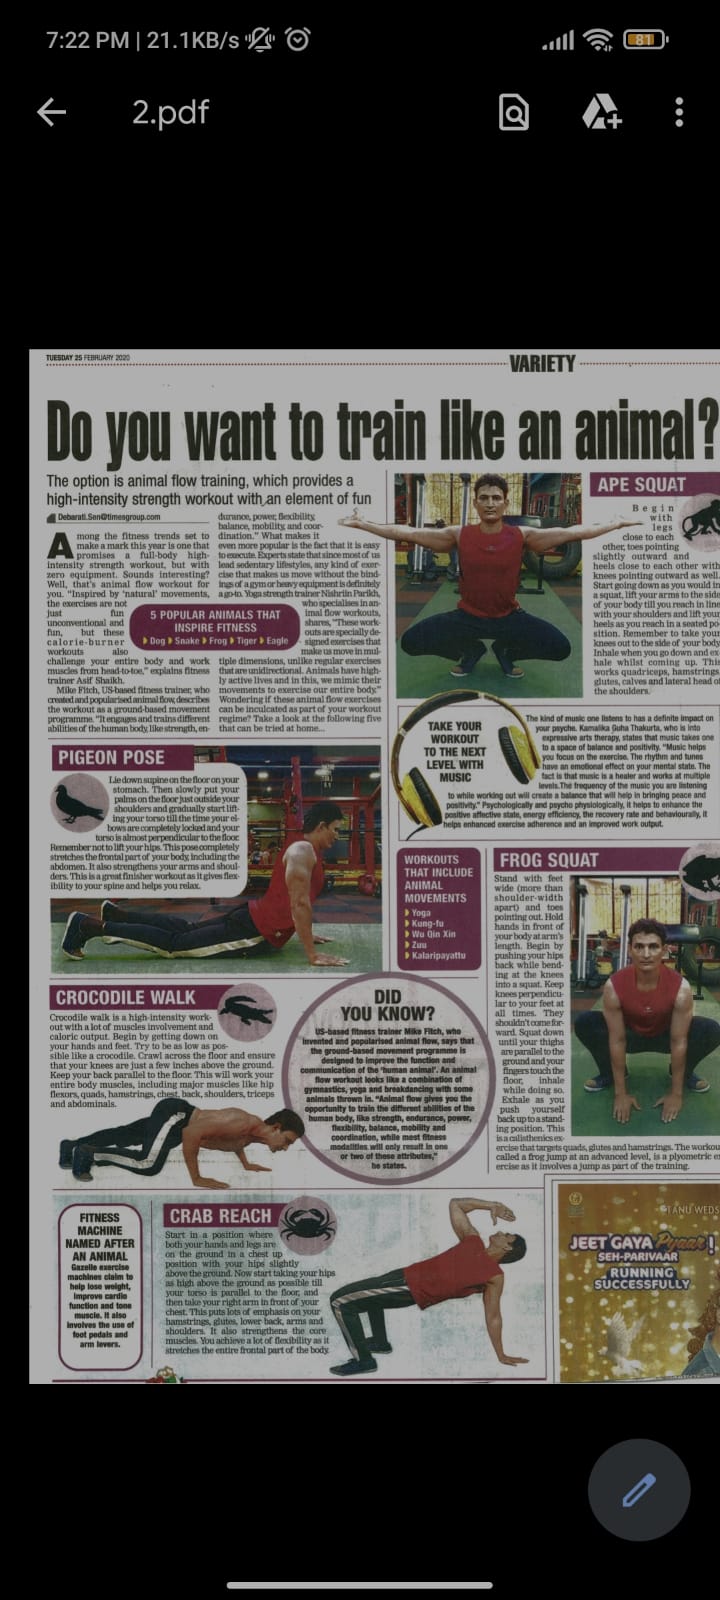 7:22 PM | 21.1KB/s
81
2.pdf
TUESDAY 25 FEBRUARY 2020
VARIETY
Do you want to train like an animal?
The option is animal flow training, which provides a
high-intensity strength workout with an element of fun
Debarati.Sen@timesgroup.com
Among the fitness trends set to
make a mark this year is one that
promises a full-body high-
intensity strength workout, but with
zero equipment. Sounds interesting?
Well, that's animal flow workout for
you. "Inspired by 'natural' movements,
the exercises are not
just fun
unconventional and
fun, but these
calorie-burner
workouts also
challenge your entire body and work
muscles from head-to-toe," explains fitness
trainer Asif Shaikh.
Mike Fitch, US-based fitness trainer, who
created and popularised animal flow, describes
the workout as a ground-based movement
programme. "It engages and trains different
abilities of the human body, like strength, en-
durance, power, flexibility,
balance, mobility, and coor-
dination." What makes it
even more popular is the fact that it is easy
to execute. Experts state that since most of us
lead sedentary lifestyles, any kind of exer-
cise that makes us move without the bind-
ings of a gym or heavy equipment is definitely
a go-to. Yoga strength trainer Nishriin Parikh,
who specialises in an-
imal flow workouts,
shares, "These work-
outs are specially de-
signed exercises that
make us move in mul-
tiple dimensions, unlike regular exercises
that are unidirectional. Animals have high-
ly active lives and in this, we mimic their
movements to exercise our entire body."
Wondering if these animal flow exercises
can be inculcated as part of your workout
regime? Take a look at the following five
that can be tried at home...
5 POPULAR ANIMALS THAT
INSPIRE FITNESS
Dog Snake Frog Tiger Eagle
APE SQUAT
Begin
with
legs
close to each
other, toes pointing
slightly outward and
heels close to each other with
knees pointing outward as well.
Start going down as you would in
a squat, lift your arms to the side
of your body till you reach in line
with your shoulders and lift your
heels as you reach in a seated po-
sition. Remember to take your
knees out to the side of your body.
Inhale when you go down and ex-
hale whilst coming up. This
works quadriceps, hamstrings,
glutes, calves and lateral head of
the shoulders.
TAKE YOUR
WORKOUT
TO THE NEXT
LEVEL WITH
MUSIC
The kind of music one listens to has a definite impact on
your psyche. Kamalika Guha Thakurta, who is into
expressive arts therapy, states that music takes one
to a space of balance and positivity. "Music helps
you focus on the exercise. The rhythm and tunes
have an emotional effect on your mental state. The
fact is that music is a healer and works at multiple
levels.The frequency of the music you are listening
to while working out will create a balance that will help in bringing peace and
positivity." Psychologically and psycho physiologically, it helps to enhance the
positive affective state, energy efficiency, the recovery rate and behaviourally, it
helps enhanced exercise adherence and an improved work output.
PIGEON POSE
Lie down supine on the floor on your
stomach. Then slowly put your
palms on the floor just outside your
shoulders and gradually start lift-
ing your torso till the time your el-
bows are completely locked and your
torso is almost perpendicular to the floor.
Remember not to lift your hips. This pose completely
stretches the frontal part of your body, including the
abdomen. It also strengthens your arms and shoul-
ders. This is a great finisher workout as it gives flex-
ibility to your spine and helps you relax.
WORKOUTS
THAT INCLUDE
ANIMAL
MOVEMENTS
Yoga
Kung-fu
Wu Qin Xin
Zuu
Kalaripayattu
FROG SQUAT
Stand with feet
wide (more than
shoulder-width
apart) and toes
pointing out. Hold
hands in front of
your body at arm's
length. Begin by
pushing your hips
back while bend-
ing at the knees
into a squat. Keep
knees perpendicu-
lar to your feet at
all times. They
shouldn't come for-
ward. Squat down
until your thighs
are parallel to the
ground and your
fingers touch the
floor, inhale
while doing so.
Exhale as you
push yourself
back up to a stand-
ing position. This
is a calisthenics ex-
ercise that targets quads, glutes and hamstrings. The workou
called a frog jump at an advanced level, is a plyometric e
ercise as it involves a jump as part of the training.
CROCODILE WALK
Crocodile walk is a high-intensity work-
out with a lot of muscles involvement and
caloric output. Begin by getting down on
your hands and feet. Try to be as low as pos-
sible like a crocodile. Crawl across the floor and ensure
that your knees are just a few inches above the ground.
Keep your back parallel to the floor. This will work your
entire body muscles, including major muscles like hip
flexors, quads, hamstrings, chest, back, shoulders, triceps
and abdominals.
DID
YOU KNOW?
US-based fitness trainer Mike Fitch, who
invented and popularised animal flow, says that
the ground-based movement programme is
designed to improve the function and
communication of the 'human animal'. An animal
flow workout looks like a combination of
gymnastics, yoga and breakdancing with some
animals thrown in. "Animal flow gives you the
opportunity to train the different abilities of the
human body, like strength, endurance, power,
flexibility, balance, mobility and
coordination, while most fitness
modalities will only result in one
or two of these attributes,"
he states.
FITNESS
MACHINE
NAMED AFTER
AN ANIMAL
Gazelle exercise
machines claim to
help lose weight,
improve cardio
function and tone
muscle. It also
involves the use of
foot pedals and
arm levers.
CRAB REACH
Start in a position where
both your hands and legs are
on the ground in a chest up
position with your hips slightly
above the ground. Now start taking your hips
as high above the ground as possible till
your torso is parallel to the floor, and
then take your right arm in front of your
chest. This puts lots of emphasis on your
hamstrings, glutes, lower back, arms and
shoulders. It also strengthens the core
muscles. You achieve a lot of flexibility as it
stretches the entire frontal part of the body.
TANU WEDS
JEET GAYA Pyaar!
SEH-PARIVAAR
RUNNING
SUCCESSFULLY